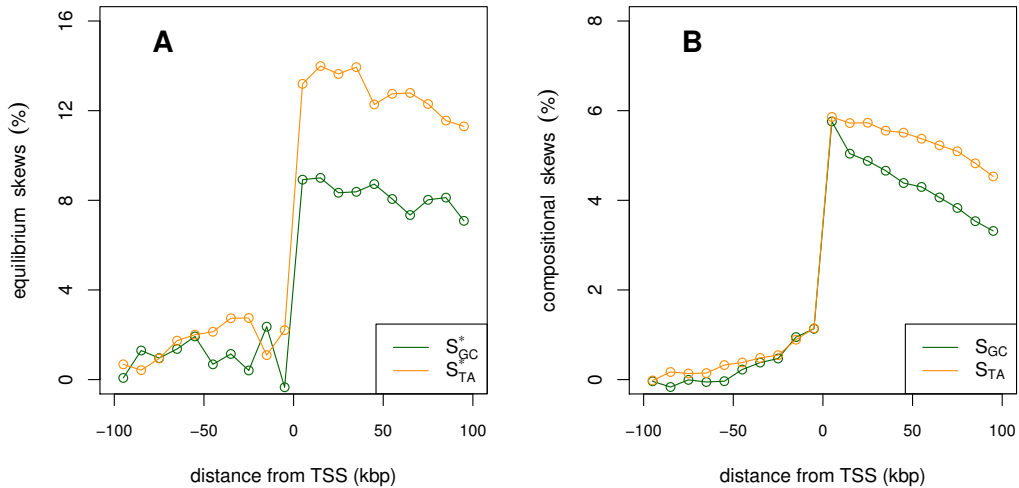 A
equilibrium skews (%)
16
12
8
4
0
−100
−50
0
50
100
distance from TSS (kbp)
S*GC
S*TA
B
compositional skews (%)
8
6
4
2
0
−100
−50
0
50
100
distance from TSS (kbp)
SGC
STA